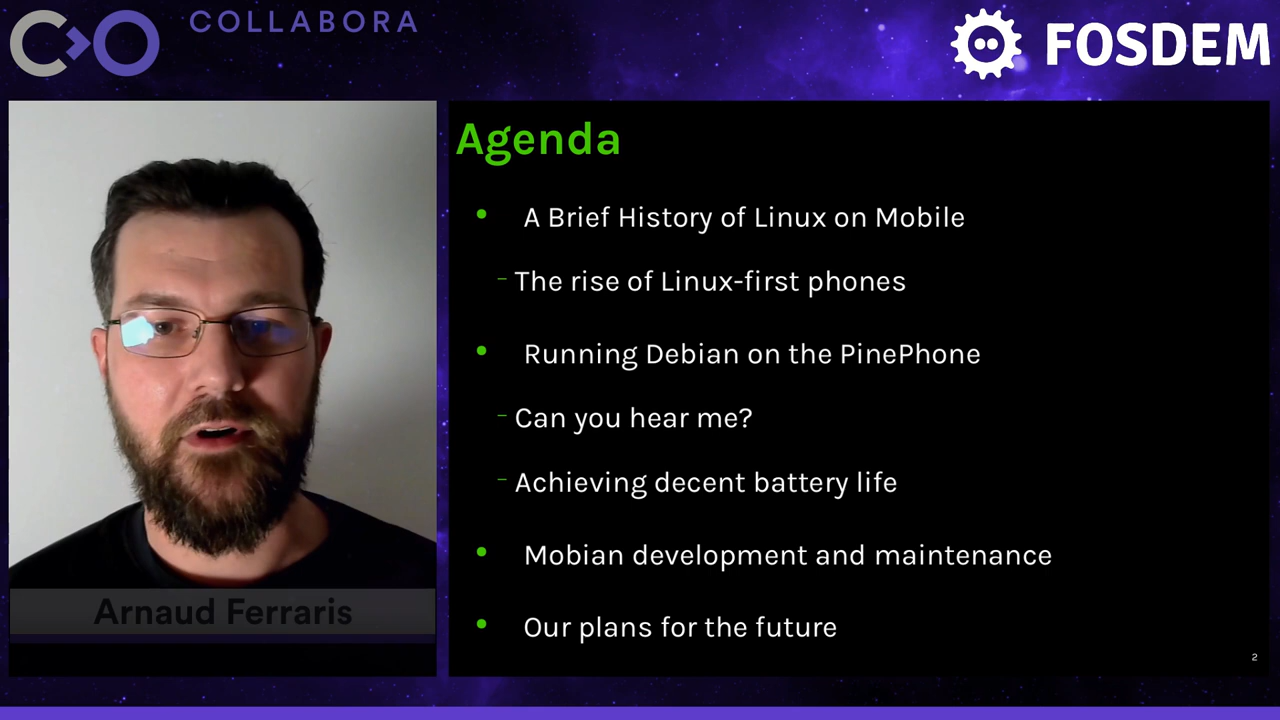 COLLABORA
FOSDEM
Agenda
• A Brief History of Linux on Mobile
– The rise of Linux-first phones
• Running Debian on the PinePhone
– Can you hear me?
– Achieving decent battery life
• Mobian development and maintenance
• Our plans for the future
Arnaud Ferraris
2